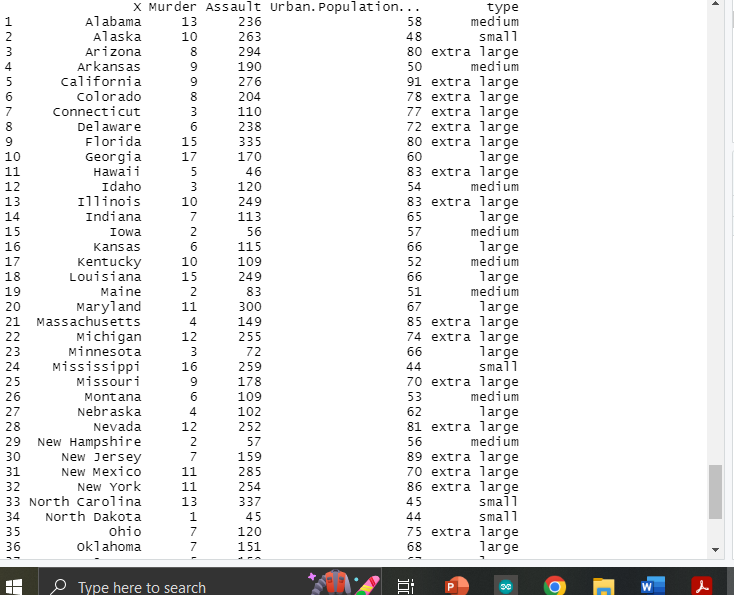 X Murder Assault Urban.Population... type
1 Alabama 13 236 58 medium
2 Alaska 10 263 48 small
3 Arizona 8 294 80 extra large
4 Arkansas 9 190 50 medium
5 California 9 276 91 extra large
6 Colorado 8 204 78 extra large
7 Connecticut 3 110 77 extra large
8 Delaware 6 238 72 extra large
9 Florida 15 335 80 extra large
10 Georgia 17 170 60 large
11 Hawaii 5 46 83 extra large
12 Idaho 3 120 54 medium
13 Illinois 10 249 83 extra large
14 Indiana 7 113 65 large
15 Iowa 2 56 57 medium
16 Kansas 6 115 66 large
17 Kentucky 10 109 52 medium
18 Louisiana 15 249 66 large
19 Maine 2 83 51 medium
20 Maryland 11 300 67 large
21 Massachusetts 4 149 85 extra large
22 Michigan 12 255 74 extra large
23 Minnesota 3 72 66 large
24 Mississippi 16 259 44 small
25 Missouri 9 178 70 extra large
26 Montana 6 109 53 medium
27 Nebraska 4 102 62 large
28 Nevada 12 252 81 extra large
29 New Hampshire 2 57 56 medium
30 New Jersey 7 159 89 extra large
31 New Mexico 11 285 70 extra large
32 New York 11 254 86 extra large
33 North Carolina 13 337 45 small
34 North Dakota 1 45 44 small
35 Ohio 7 120 75 extra large
36 Oklahoma 7 151 68 large
Type here to search